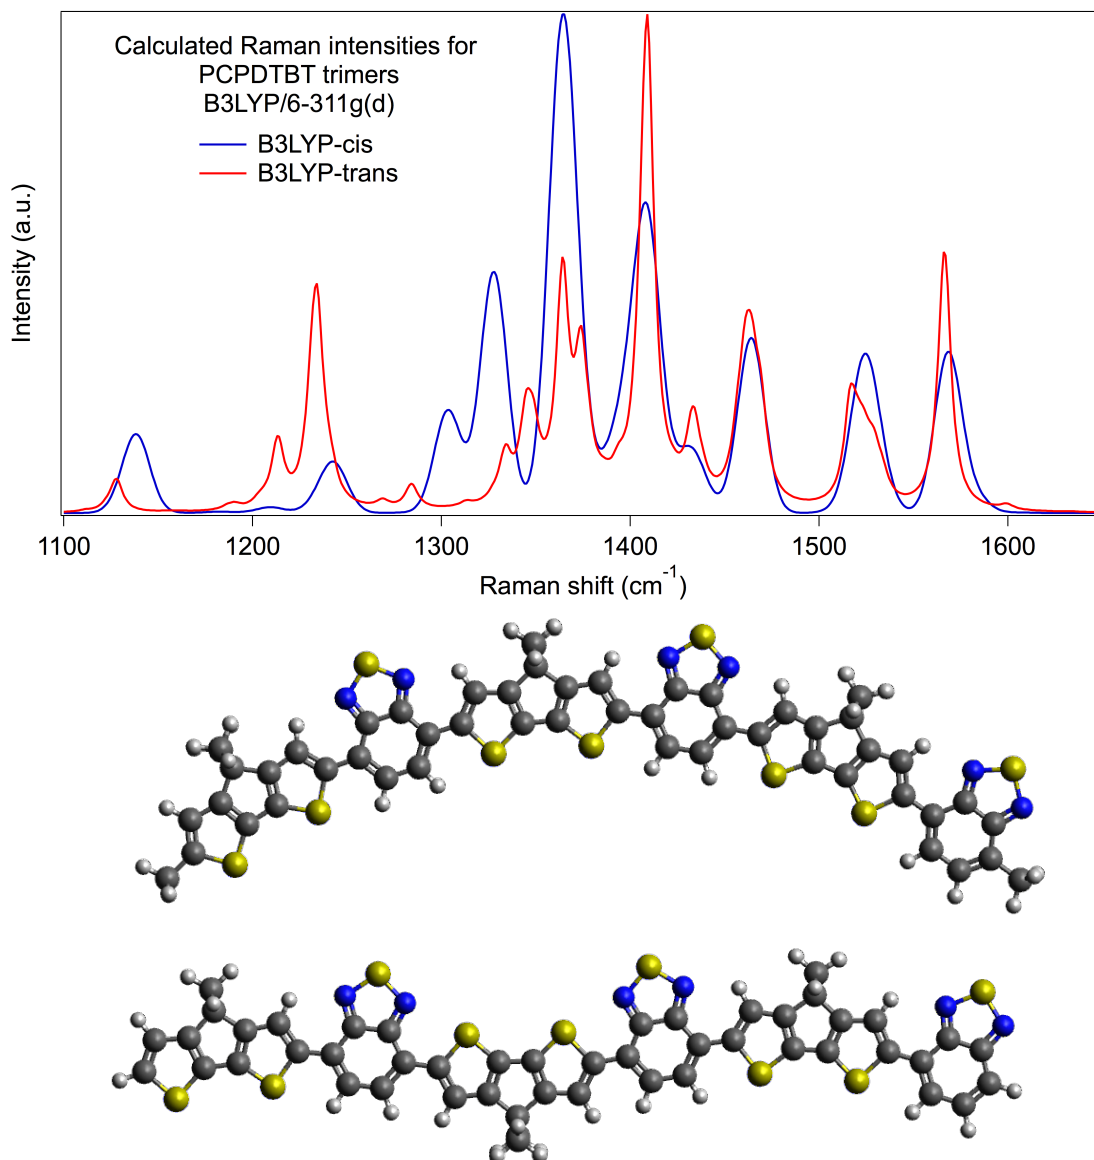 Calculated Raman intensities for
PCPDTBT trimers
B3LYP/6-311g(d)
B3LYP-cis
B3LYP-trans
Intensity (a.u.)
1100 1200 1300 1400 1500 1600
Raman shift (cm⁻¹)